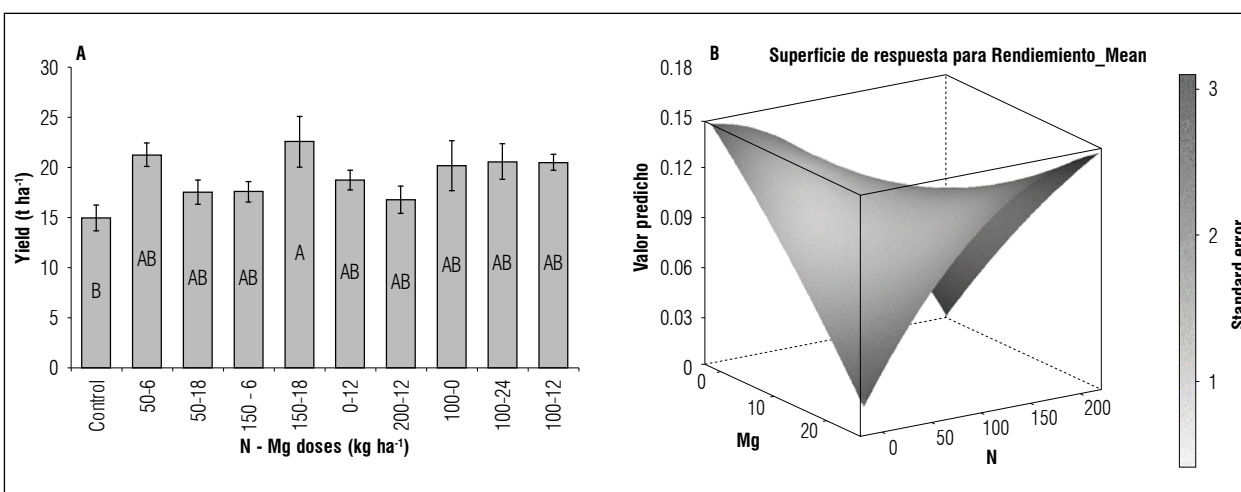 A
30
25
20
15
10
5
0
Yield (t ha-1)
B
AB
AB
AB
A
AB
AB
AB
AB
AB
Control
50-6
50-18
150 - 6
150-18
0-12
200-12
100-0
100-24
100-12
N - Mg doses (kg ha-1)
B
Superficie de respuesta para Rendiemiento_Mean
0.18
0.15
0.12
0.09
0.06
0.03
0
Valor predicho
0
10
20
Mg
0
50
100
150
200
N
3
2
1
Standard error